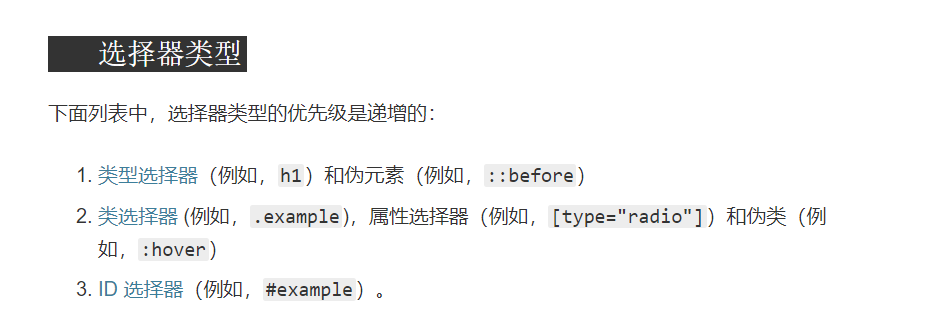 选择器类型
下面列表中，选择器类型的优先级是递增的：
1. 类型选择器（例如，h1）和伪元素（例如，::before）
2. 类选择器 (例如，.example)，属性选择器（例如，[type="radio"]）和伪类（例
如，:hover）
3. ID 选择器（例如，#example）。